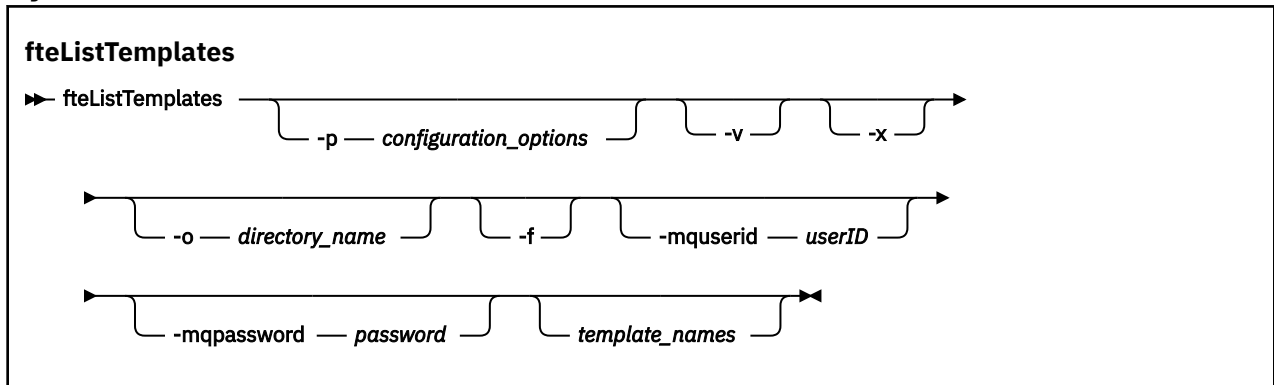 fteListTemplates
fteListTemplates
-p configuration_options -v -x
-o directory_name -f -mquserid userID
-mqpassword password template_names